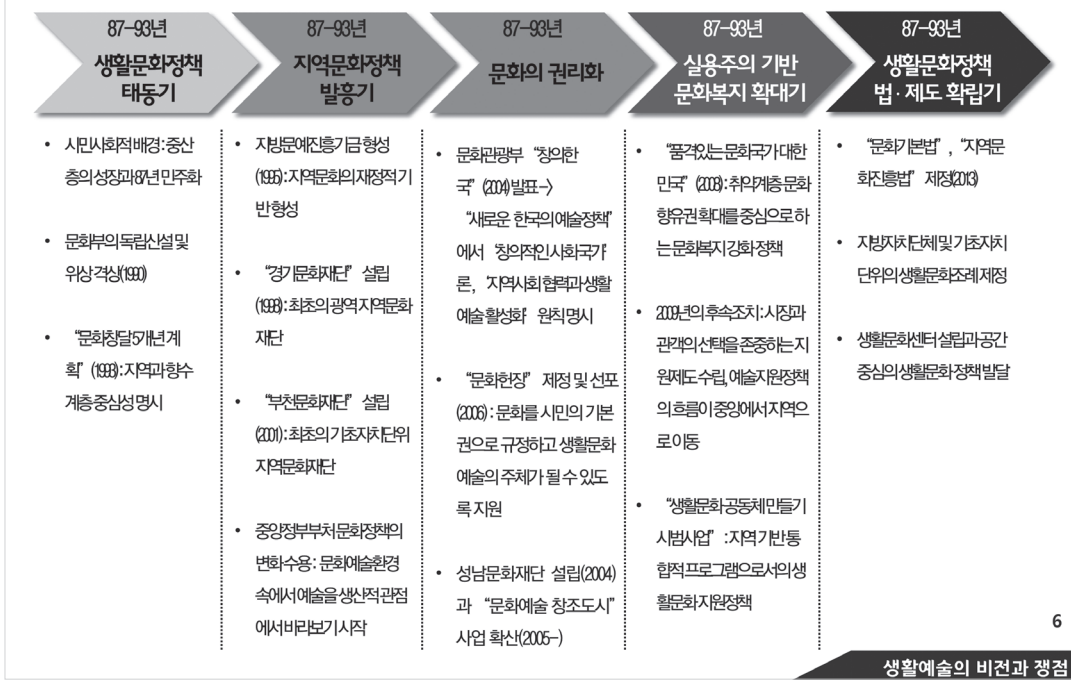 87-93년
생활문화정책
태동기
87-93년
지역문화정책
발흥기
87-93년
문화의 권리화
87-93년
실용주의 기반
문화복지 확대기
87-93년
생활문화정책
법·제도 확립기
• 시민사회적 배경: 중산
층의 성장과 87년 민주화
• 문화부의 독립신설 및
위상 격상(1990)
• “문화창달5개년 계
획” (1993): 지역과 향수
계층 중심성 명시
• 지방문예진흥기금 형성
(1995): 지역문화의 재정적 기
반 형성
• “경기문화재단” 설립
(1998): 최초의 광역 지역문화
재단
• “부천문화재단” 설립
(2001): 최초의 기초자치단위
지역문화재단
• 중앙정부부처 문화정책의
변화 수용: 문화예술환경
속에서 예술을 생산적 관점
에서 바라보기 시작
• 문화관광부 “창의한
국” (2004) 발표->
“새로운 한국의 예술정책”
에서 ‘창의적인 사회국가’
론, ‘지역사회 협력과 생활
예술 활성화’ 원칙 명시
• “문화헌장” 제정 및 선포
(2006): 문화를 시민의 기본
권으로 규정하고 생활문화
예술의 주체가 될 수 있도
록 지원
• 성남문화재단 설립(2004)
과 “문화예술 창조도시”
사업 확산(2005-)
• “품격있는 문화국가 대한
민국” (2008): 취약계층 문화
향유권 확대를 중심으로 하
는 문화복지 강화 정책
• 2009년의 후속조치: 시장과
관객의 선택을 존중하는 지
원제도 수립, 예술지원정책
의 흐름이 중앙에서 지역으
로 이동
• “생활문화 공동체 만들기
시범사업” : 지역 기반 통
합적 프로그램으로서의 생
활문화 지원정책
• “문화기본법”, “지역문
화진흥법” 제정(2013)
• 지방자치단체 및 기초자치
단위의 생활문화조례 제정
• 생활문화센터 설립과 공간
중심의 생활문화 정책 발달
6
생활예술의 비전과 쟁점